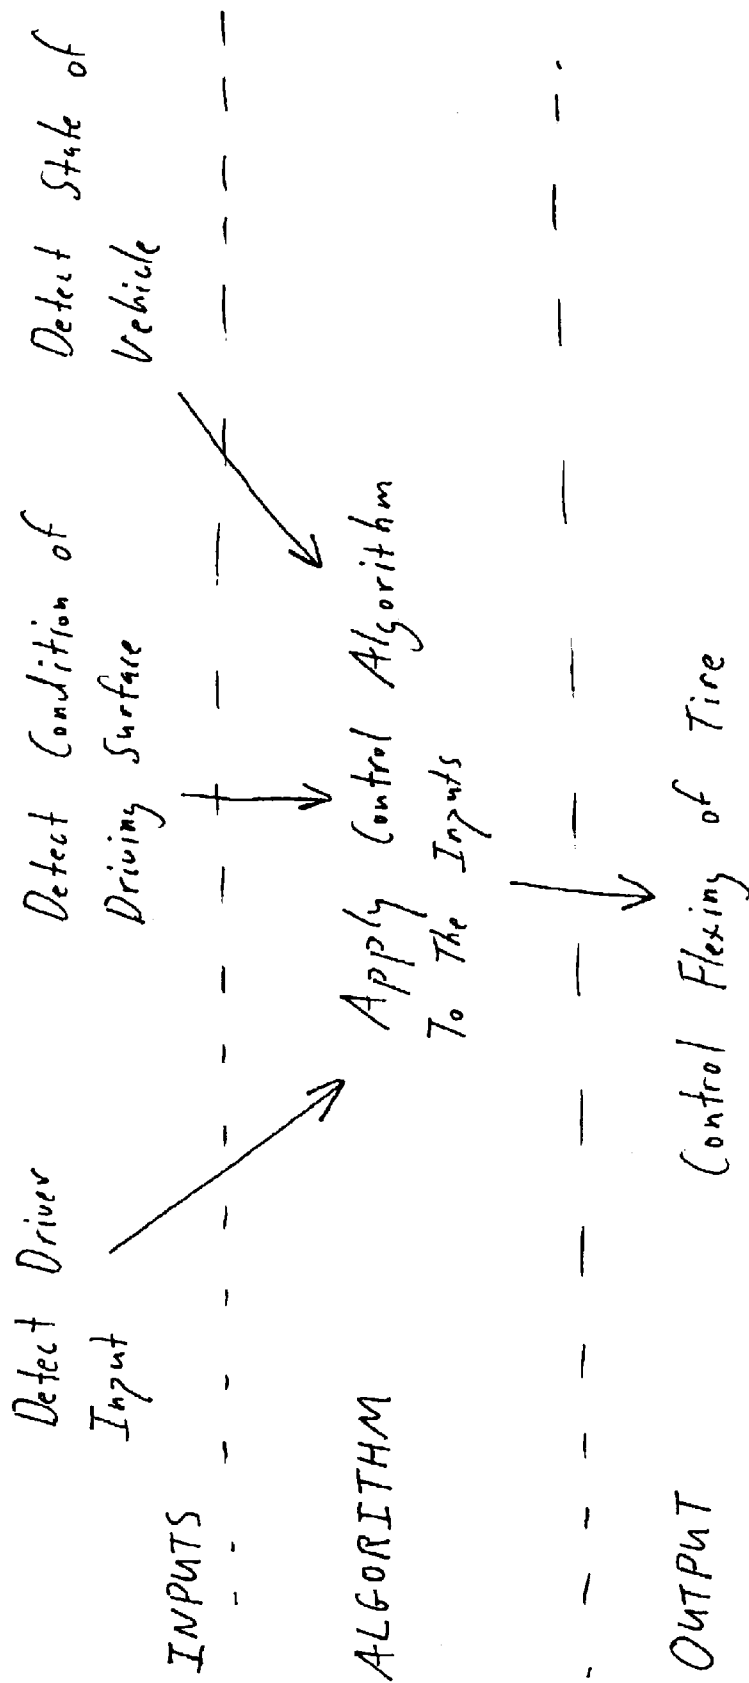 Detect Driver
Input
Detect Condition of
Driving Surface
Detect State of
Vehicle
INPUTS
ALGORITHM
Apply Control Algorithm
To The Inputs
OUTPUT
Control Flexing of Tire